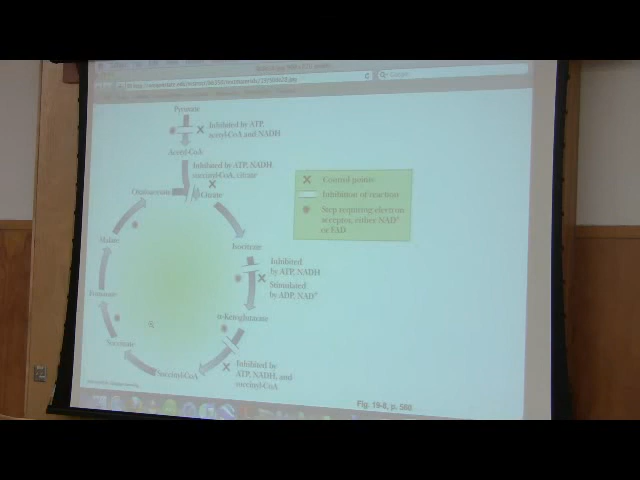 Pyruvate
Inhibited by ATP,
acetyl-CoA and NADH
Acetyl-CoA
Inhibited by ATP, NADH
succinyl-CoA, citrate
Oxaloacetate
Citrate
Control points
Inhibition of reaction
Step requiring electron
acceptor, either NAD+
or FAD
Malate
Isocitrate
Inhibited
by ATP, NADH
Stimulated
by ADP, NAD+
Fumarate
α-Ketoglutarate
Succinate
Succinyl-CoA
Inhibited by
ATP, NADH, and
succinyl-CoA
Fig. 19-8, p. 568